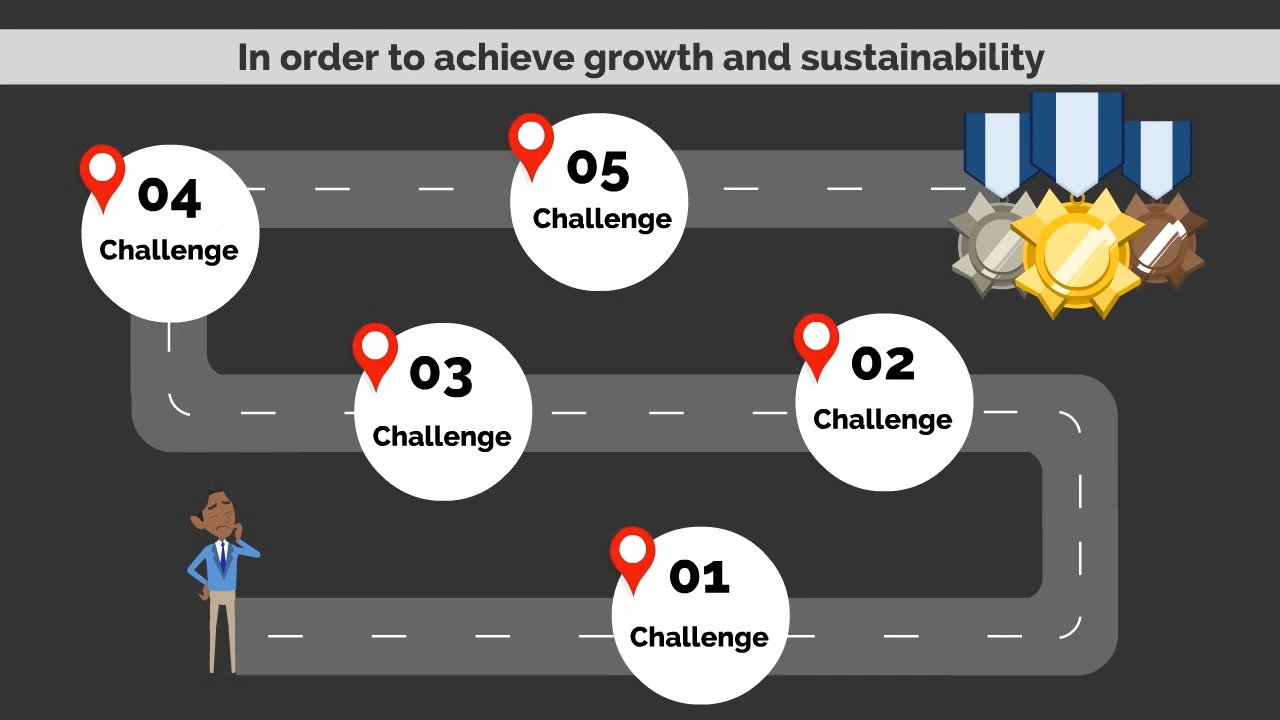 In order to achieve growth and sustainability
04
Challenge
05
Challenge
03
Challenge
02
Challenge
01
Challenge